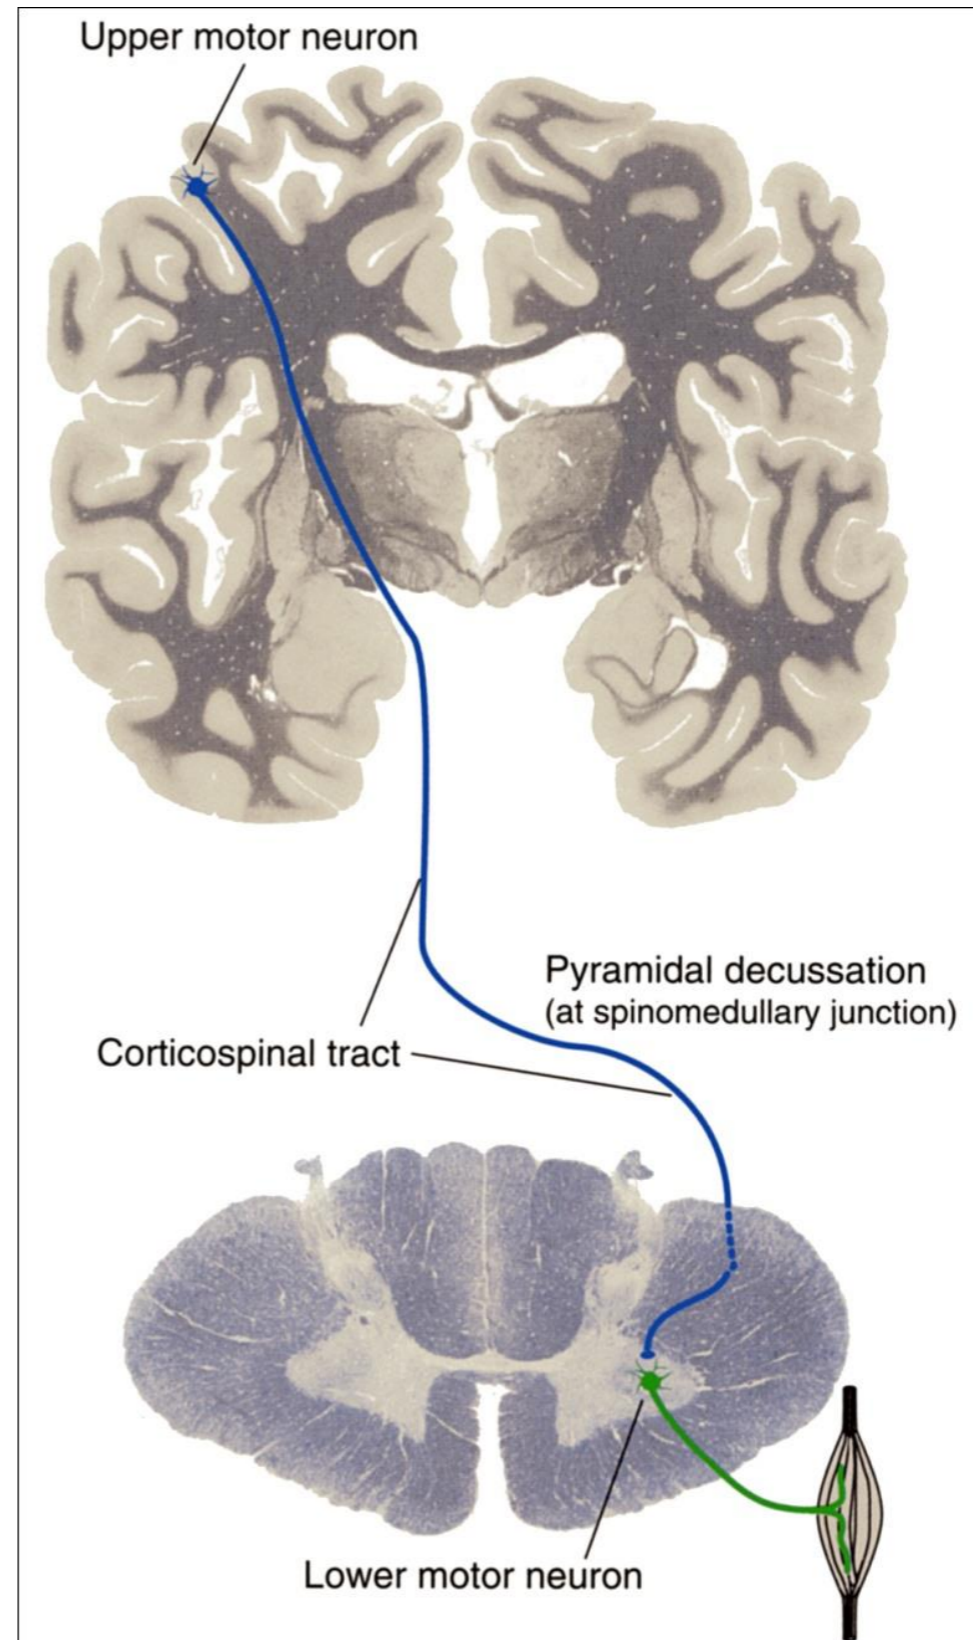 Upper motor neuron
Pyramidal decussation
(at spinomedullary junction)
Corticospinal tract
Lower motor neuron